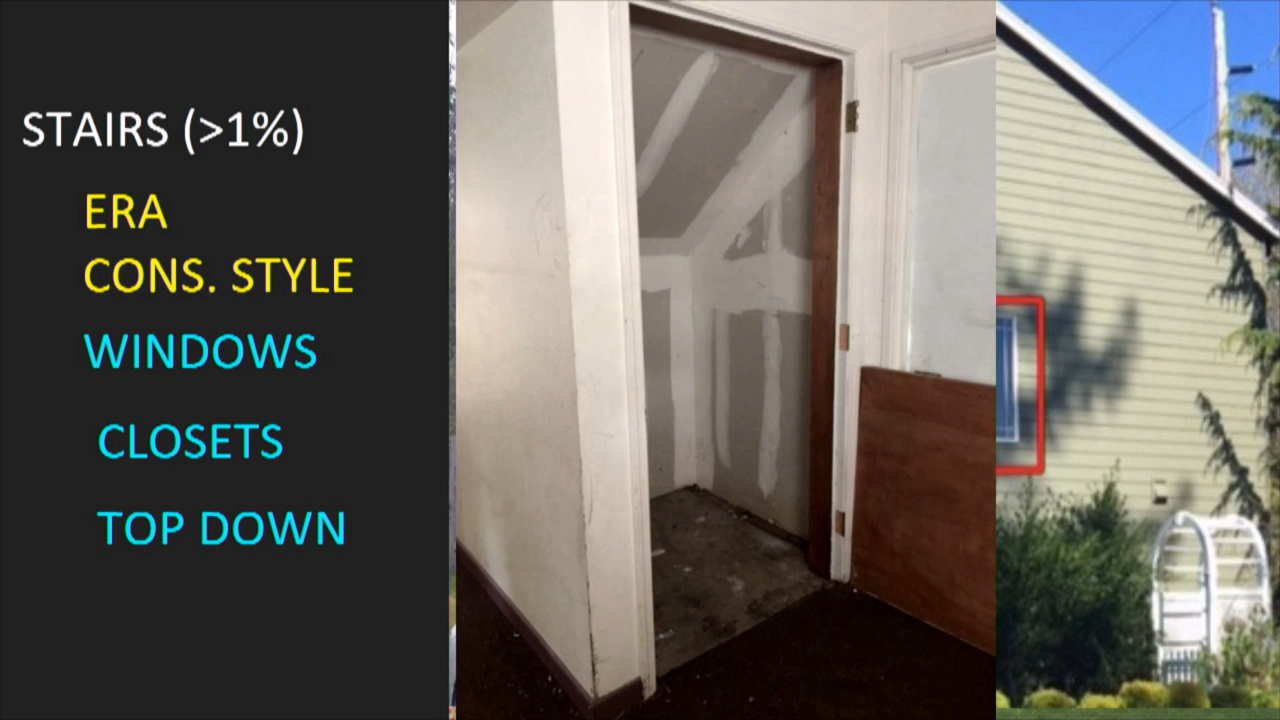 STAIRS (>1%)
ERA
CONS. STYLE
WINDOWS
CLOSETS
TOP DOWN